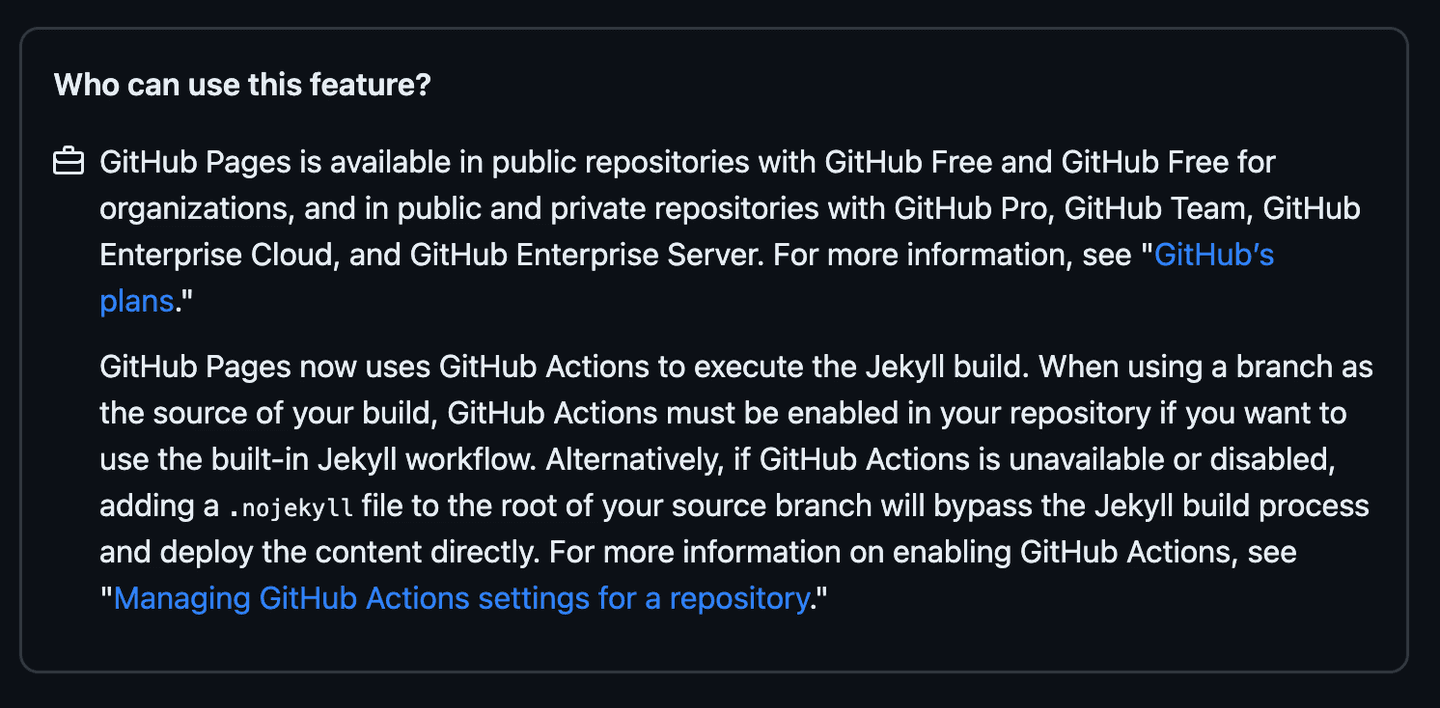 Who can use this feature?
GitHub Pages is available in public repositories with GitHub Free and GitHub Free for
organizations, and in public and private repositories with GitHub Pro, GitHub Team, GitHub
Enterprise Cloud, and GitHub Enterprise Server. For more information, see "GitHub’s
plans."
GitHub Pages now uses GitHub Actions to execute the Jekyll build. When using a branch as
the source of your build, GitHub Actions must be enabled in your repository if you want to
use the built-in Jekyll workflow. Alternatively, if GitHub Actions is unavailable or disabled,
adding a .nojekyll file to the root of your source branch will bypass the Jekyll build process
and deploy the content directly. For more information on enabling GitHub Actions, see
"Managing GitHub Actions settings for a repository."